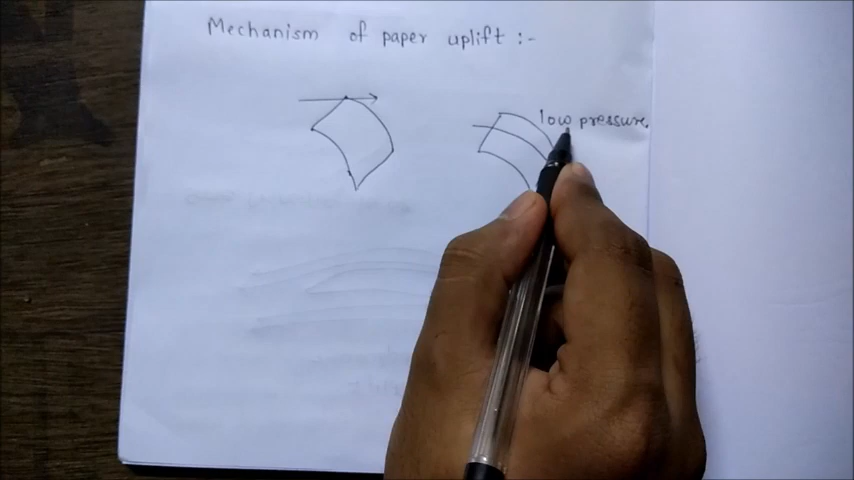 Mechanism of paper uplift :-
low pressure